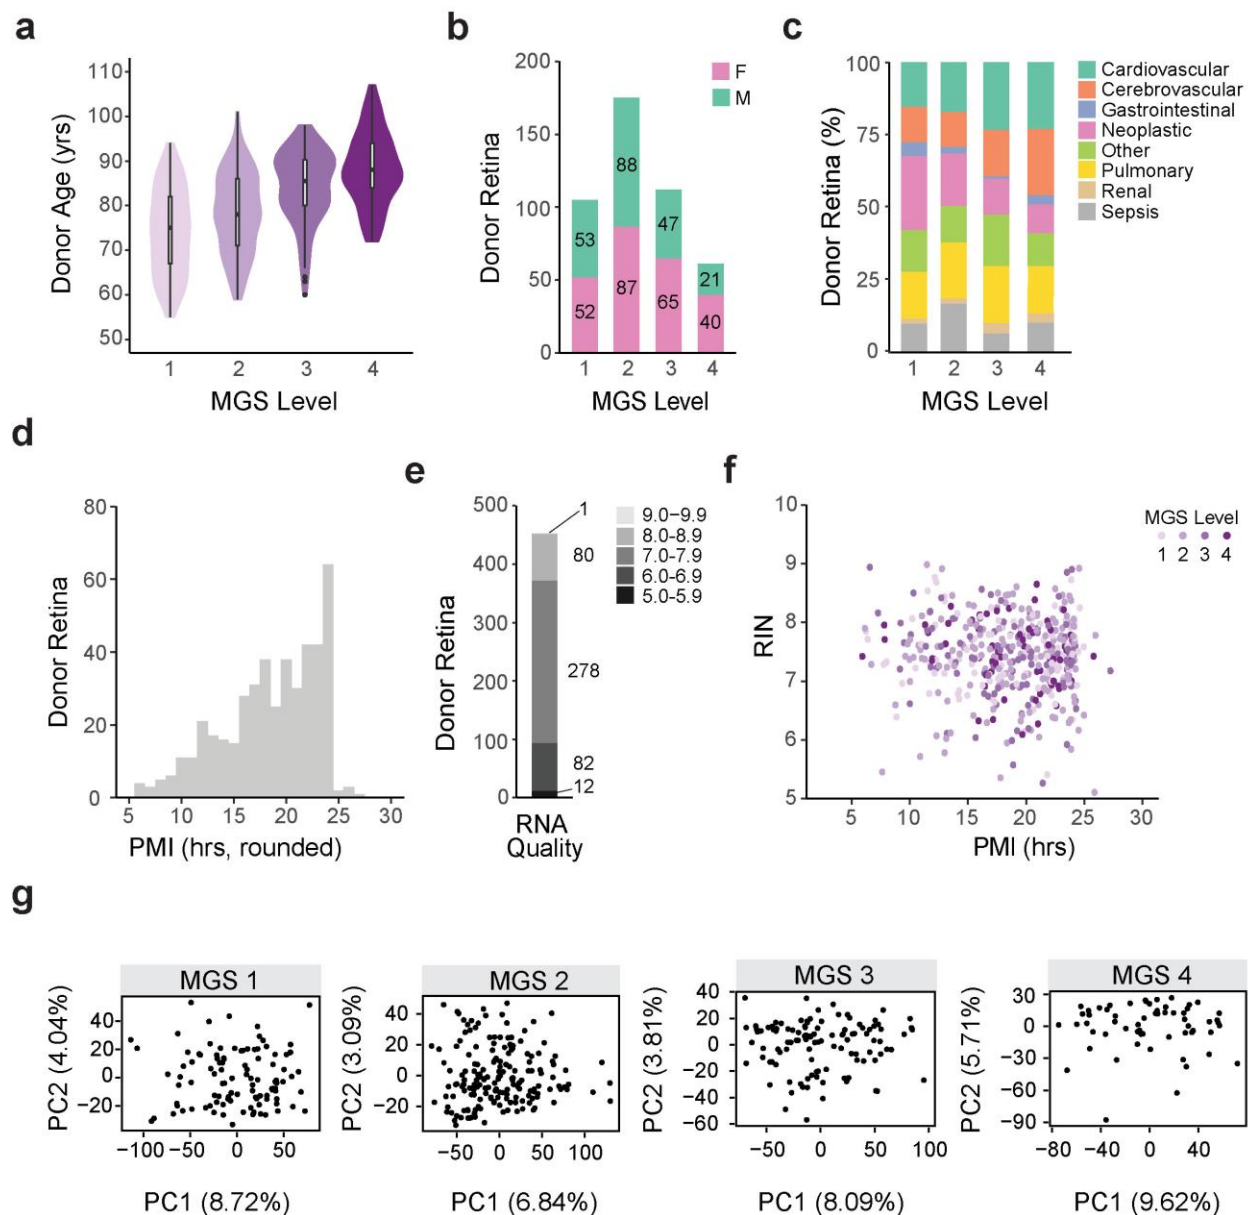 a
Donor Age (yrs)
110
100
90
80
70
60
50
1 2 3 4
MGS Level
b
Donor Retina
200
150
100
50
0
F
M
53
52
88
87
47
65
21
40
1 2 3 4
MGS Level
c
Donor Retina (%)
100
75
50
25
0
1 2 3 4
MGS Level
Cardiovascular
Cerebrovascular
Gastrointestinal
Neoplastic
Other
Pulmonary
Renal
Sepsis
d
Donor Retina
80
60
40
20
0
5 10 15 20 25 30
PMI (hrs, rounded)
e
Donor Retina
500
400
300
200
100
0
1
80
278
82
12
9.0–9.9
8.0-8.9
7.0-7.9
6.0-6.9
5.0-5.9
RNA
Quality
f
RIN
10
9
8
7
6
5
5 10 15 20 25 30
PMI (hrs)
MGS Level
1 2 3 4
g
MGS 1
PC2 (4.04%)
40
20
0
−20
−100 −50 0 50
PC1 (8.72%)
MGS 2
PC2 (3.09%)
40
20
0
−20
−50 0 50 100
PC1 (6.84%)
MGS 3
PC2 (3.81%)
40
20
0
−20
−40
−60
−50 0 50 100
PC1 (8.09%)
MGS 4
PC2 (5.71%)
30
0
−30
−60
−90
−80 −40 0 40
PC1 (9.62%)